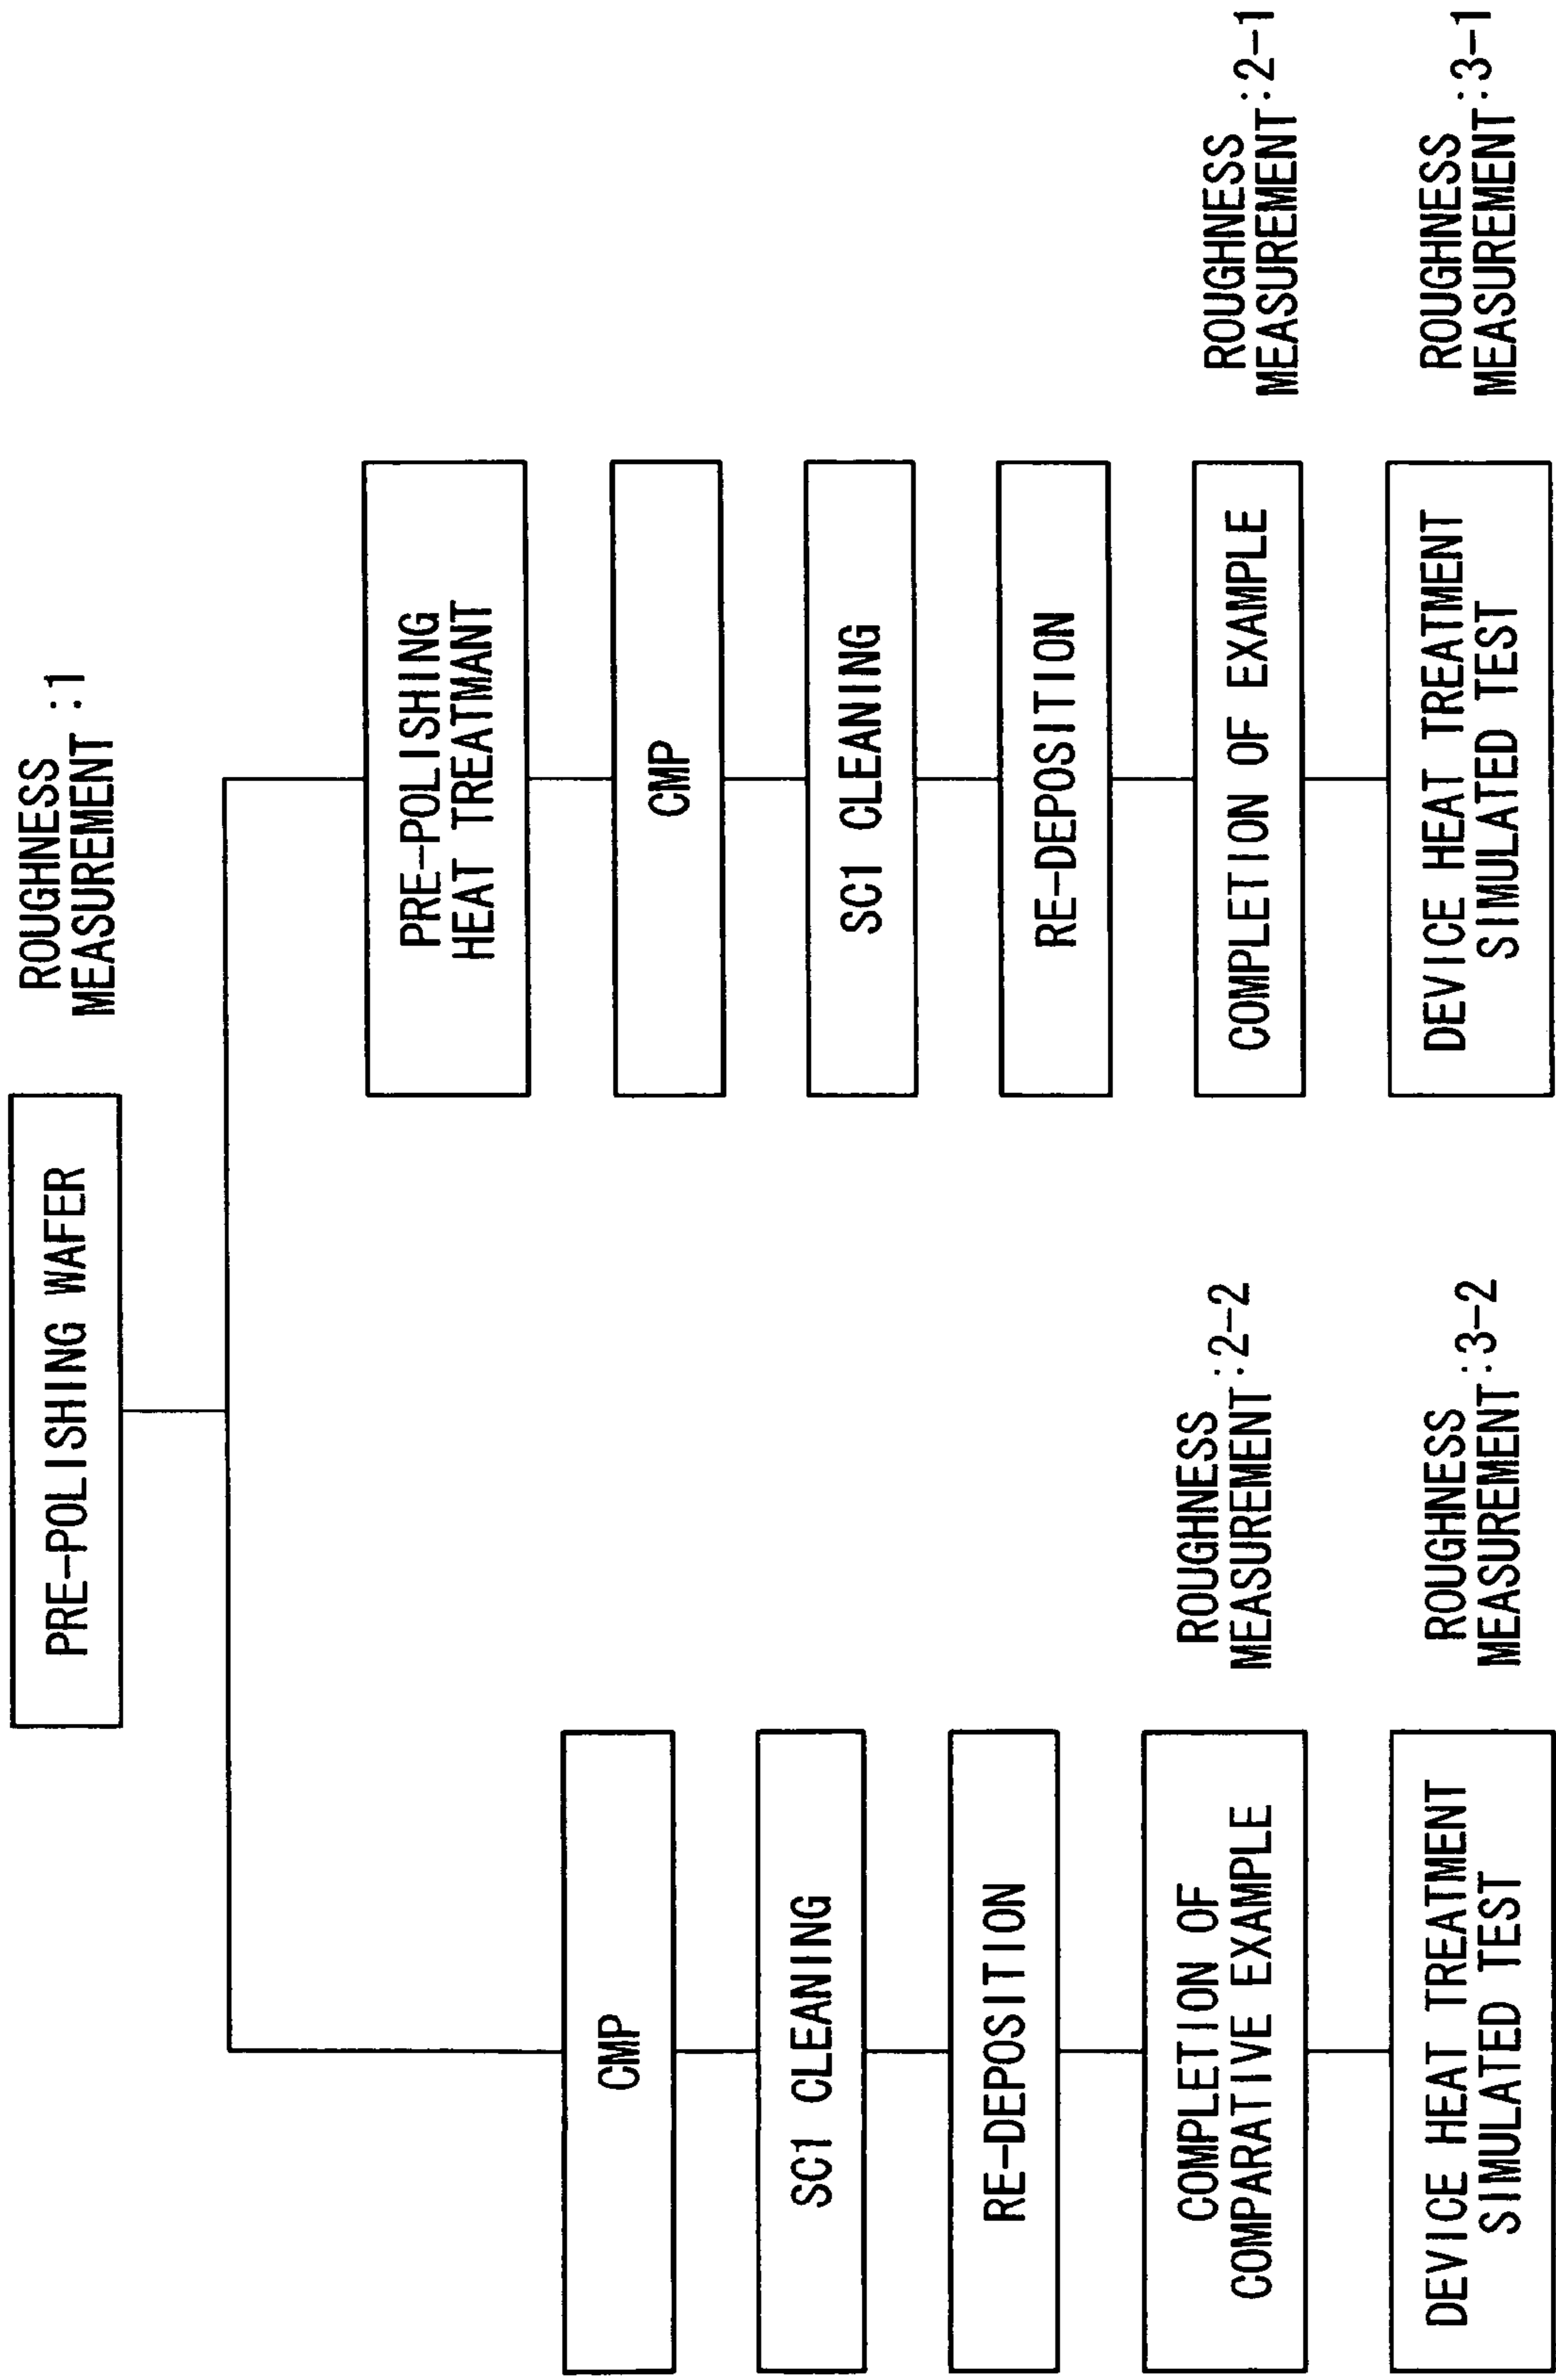 PRE-POLISHING WAFER
ROUGHNESS
MEASUREMENT :1
CMP
SC1 CLEANING
RE-DEPOSITION
COMPLETION OF
COMPARATIVE EXAMPLE
ROUGHNESS
MEASUREMENT:2-2
DEVICE HEAT TREATMENT
SIMULATED TEST
ROUGHNESS
MEASUREMENT:3-2
PRE-POLISHING
HEAT TREATMANT
CMP
SC1 CLEANING
RE-DEPOSITION
COMPLETION OF EXAMPLE
ROUGHNESS
MEASUREMENT:2-1
DEVICE HEAT TREATMENT
SIMULATED TEST
ROUGHNESS
MEASUREMENT:3-1